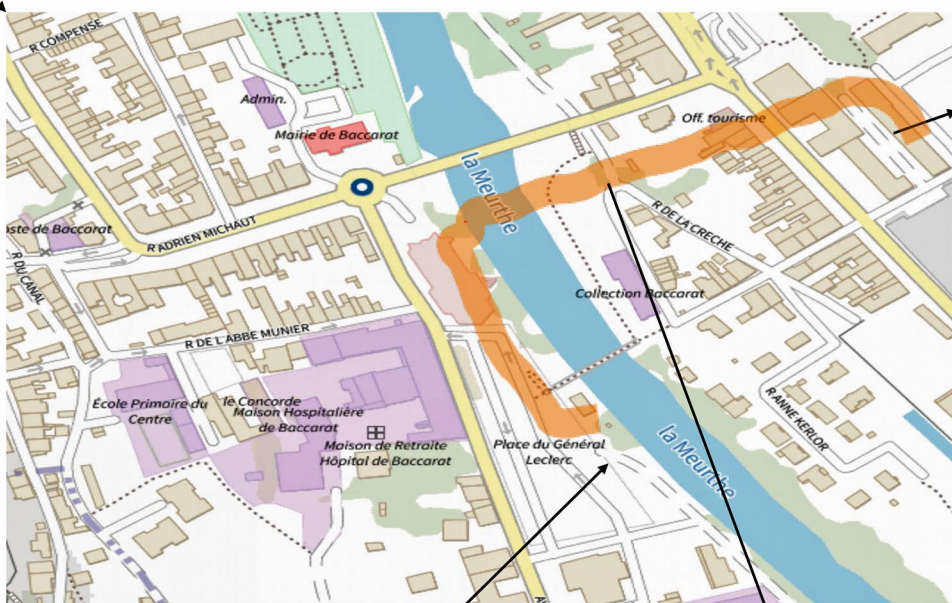 R COMPENSE
Admin.
Mairie de Baccarat
Off. tourisme
la Meurthe
R DE LA CRECHE
oste de Baccarat
R ADRIEN MICHAUT
R DU CANAL
Collection Baccarat
R DE L'ABBE MUNIER
École Primaire du
Centre
le Concorde
Maison Hospitalière
de Baccarat
Maison de Retraite
Hôpital de Baccarat
Place du Général
Leclerc
la Meurthe
R ANNE KERLOR